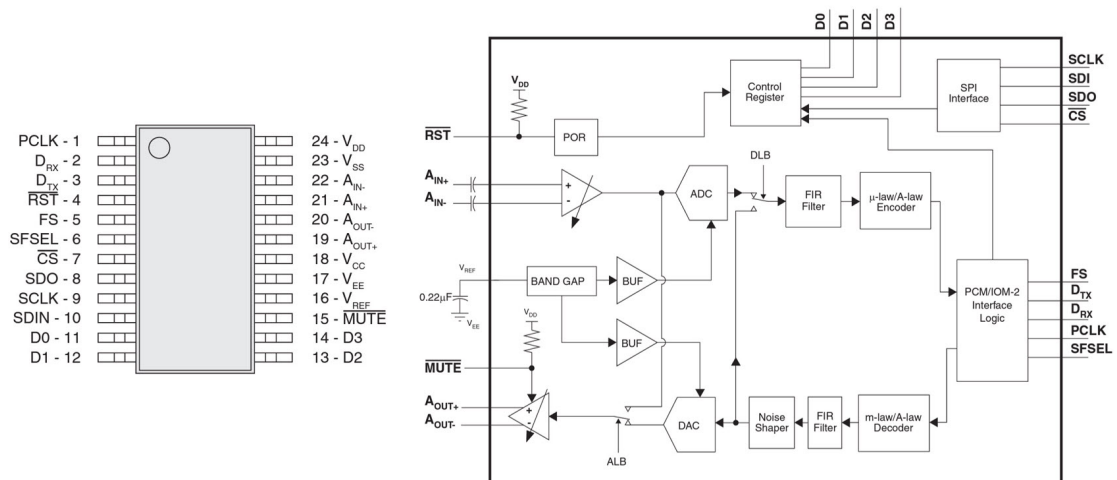 PCLK - 1
DRX - 2
DTX - 3
RST - 4
FS - 5
SFSEL - 6
CS - 7
SDO - 8
SCLK - 9
SDIN - 10
D0 - 11
D1 - 12
24 - VDD
23 - VSS
22 - AIN-
21 - AIN+
20 - AOUT-
19 - AOUT+
18 - VCC
17 - VEE
16 - VREF
15 - MUTE
14 - D3
13 - D2
D0
D1
D2
D3
VDD
RST
POR
Control
Register
SPI
Interface
SCLK
SDI
SDO
CS
AIN+
AIN-
+
-
ADC
DLB
FIR
Filter
μ-law/A-law
Encoder
VREF
0.22μF
VEE
BAND GAP
BUF
BUF
PCM/IOM-2
Interface
Logic
FS
DTX
DRX
PCLK
SFSEL
VDD
MUTE
AOUT+
AOUT-
+
-
ALB
DAC
Noise
Shaper
FIR
Filter
m-law/A-law
Decoder